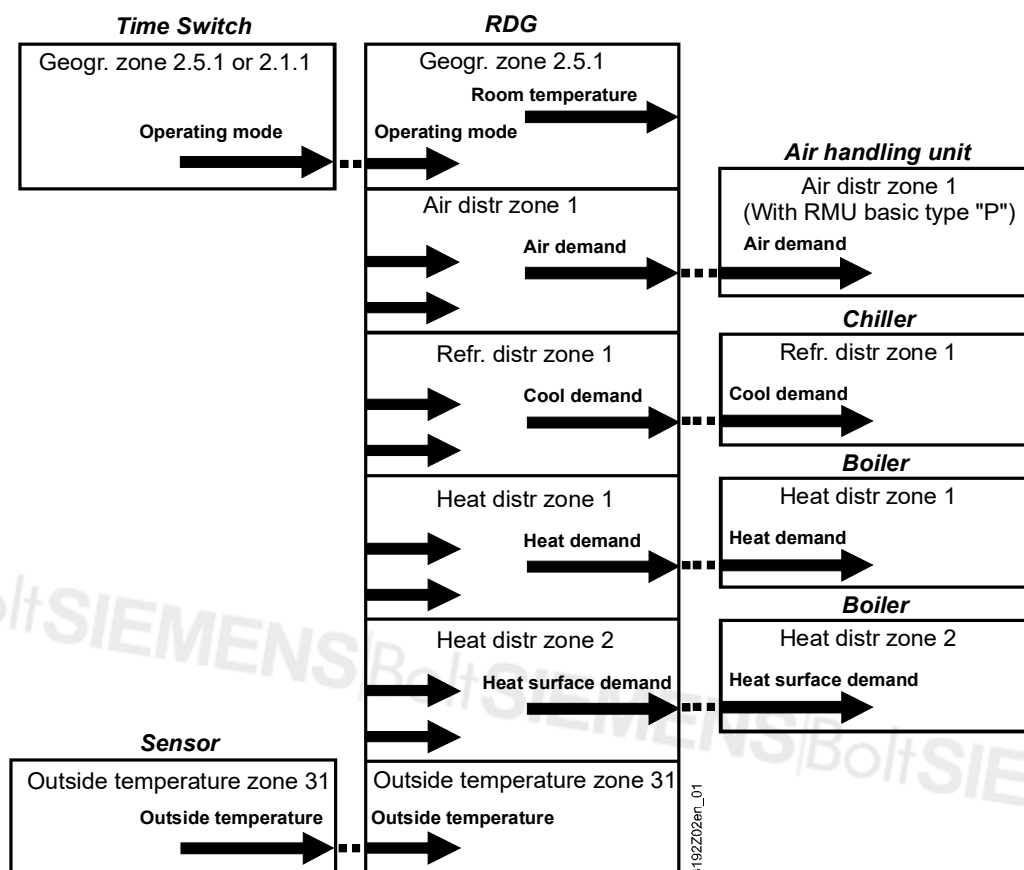 Time Switch
RDG
Geogr. zone 2.5.1 or 2.1.1
Geogr. zone 2.5.1
Room temperature
Operating mode
Operating mode
Air handling unit
Air distr zone 1
Air distr zone 1
(With RMU basic type "P")
Air demand
Air demand
Chiller
Refr. distr zone 1
Refr. distr zone 1
Cool demand
Cool demand
Boiler
Heat distr zone 1
Heat distr zone 1
Heat demand
Heat demand
Boiler
Heat distr zone 2
Heat distr zone 2
Heat surface demand
Heat surface demand
Sensor
Outside temperature zone 31
Outside temperature zone 31
Outside temperature
Outside temperature
192Z02en_01
SIEMENS|BoltSIEMENS|BoltSIE